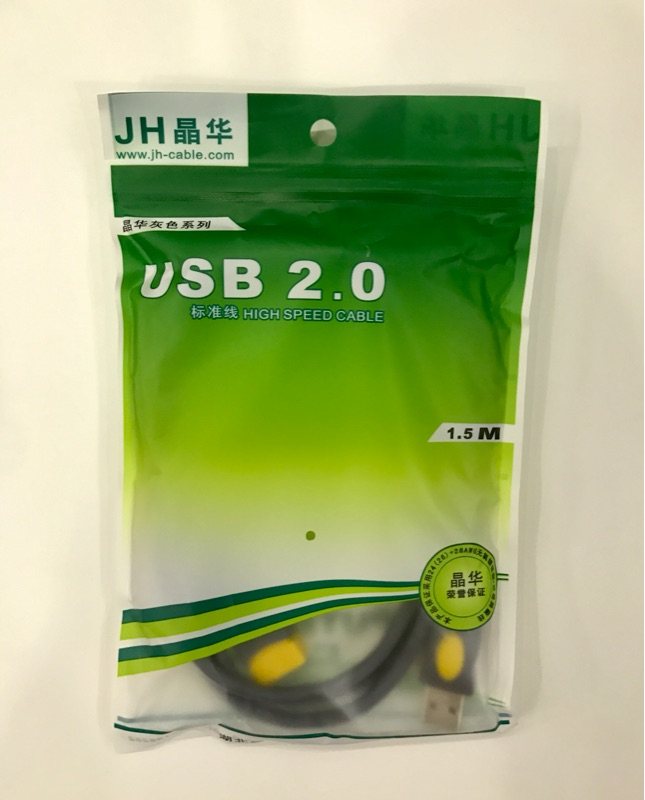 JH晶华
www.jh-cable.com
晶华灰色系列
USB 2.0
标准线 HIGH SPEED CABLE
1.5 M
晶华
荣誉保证